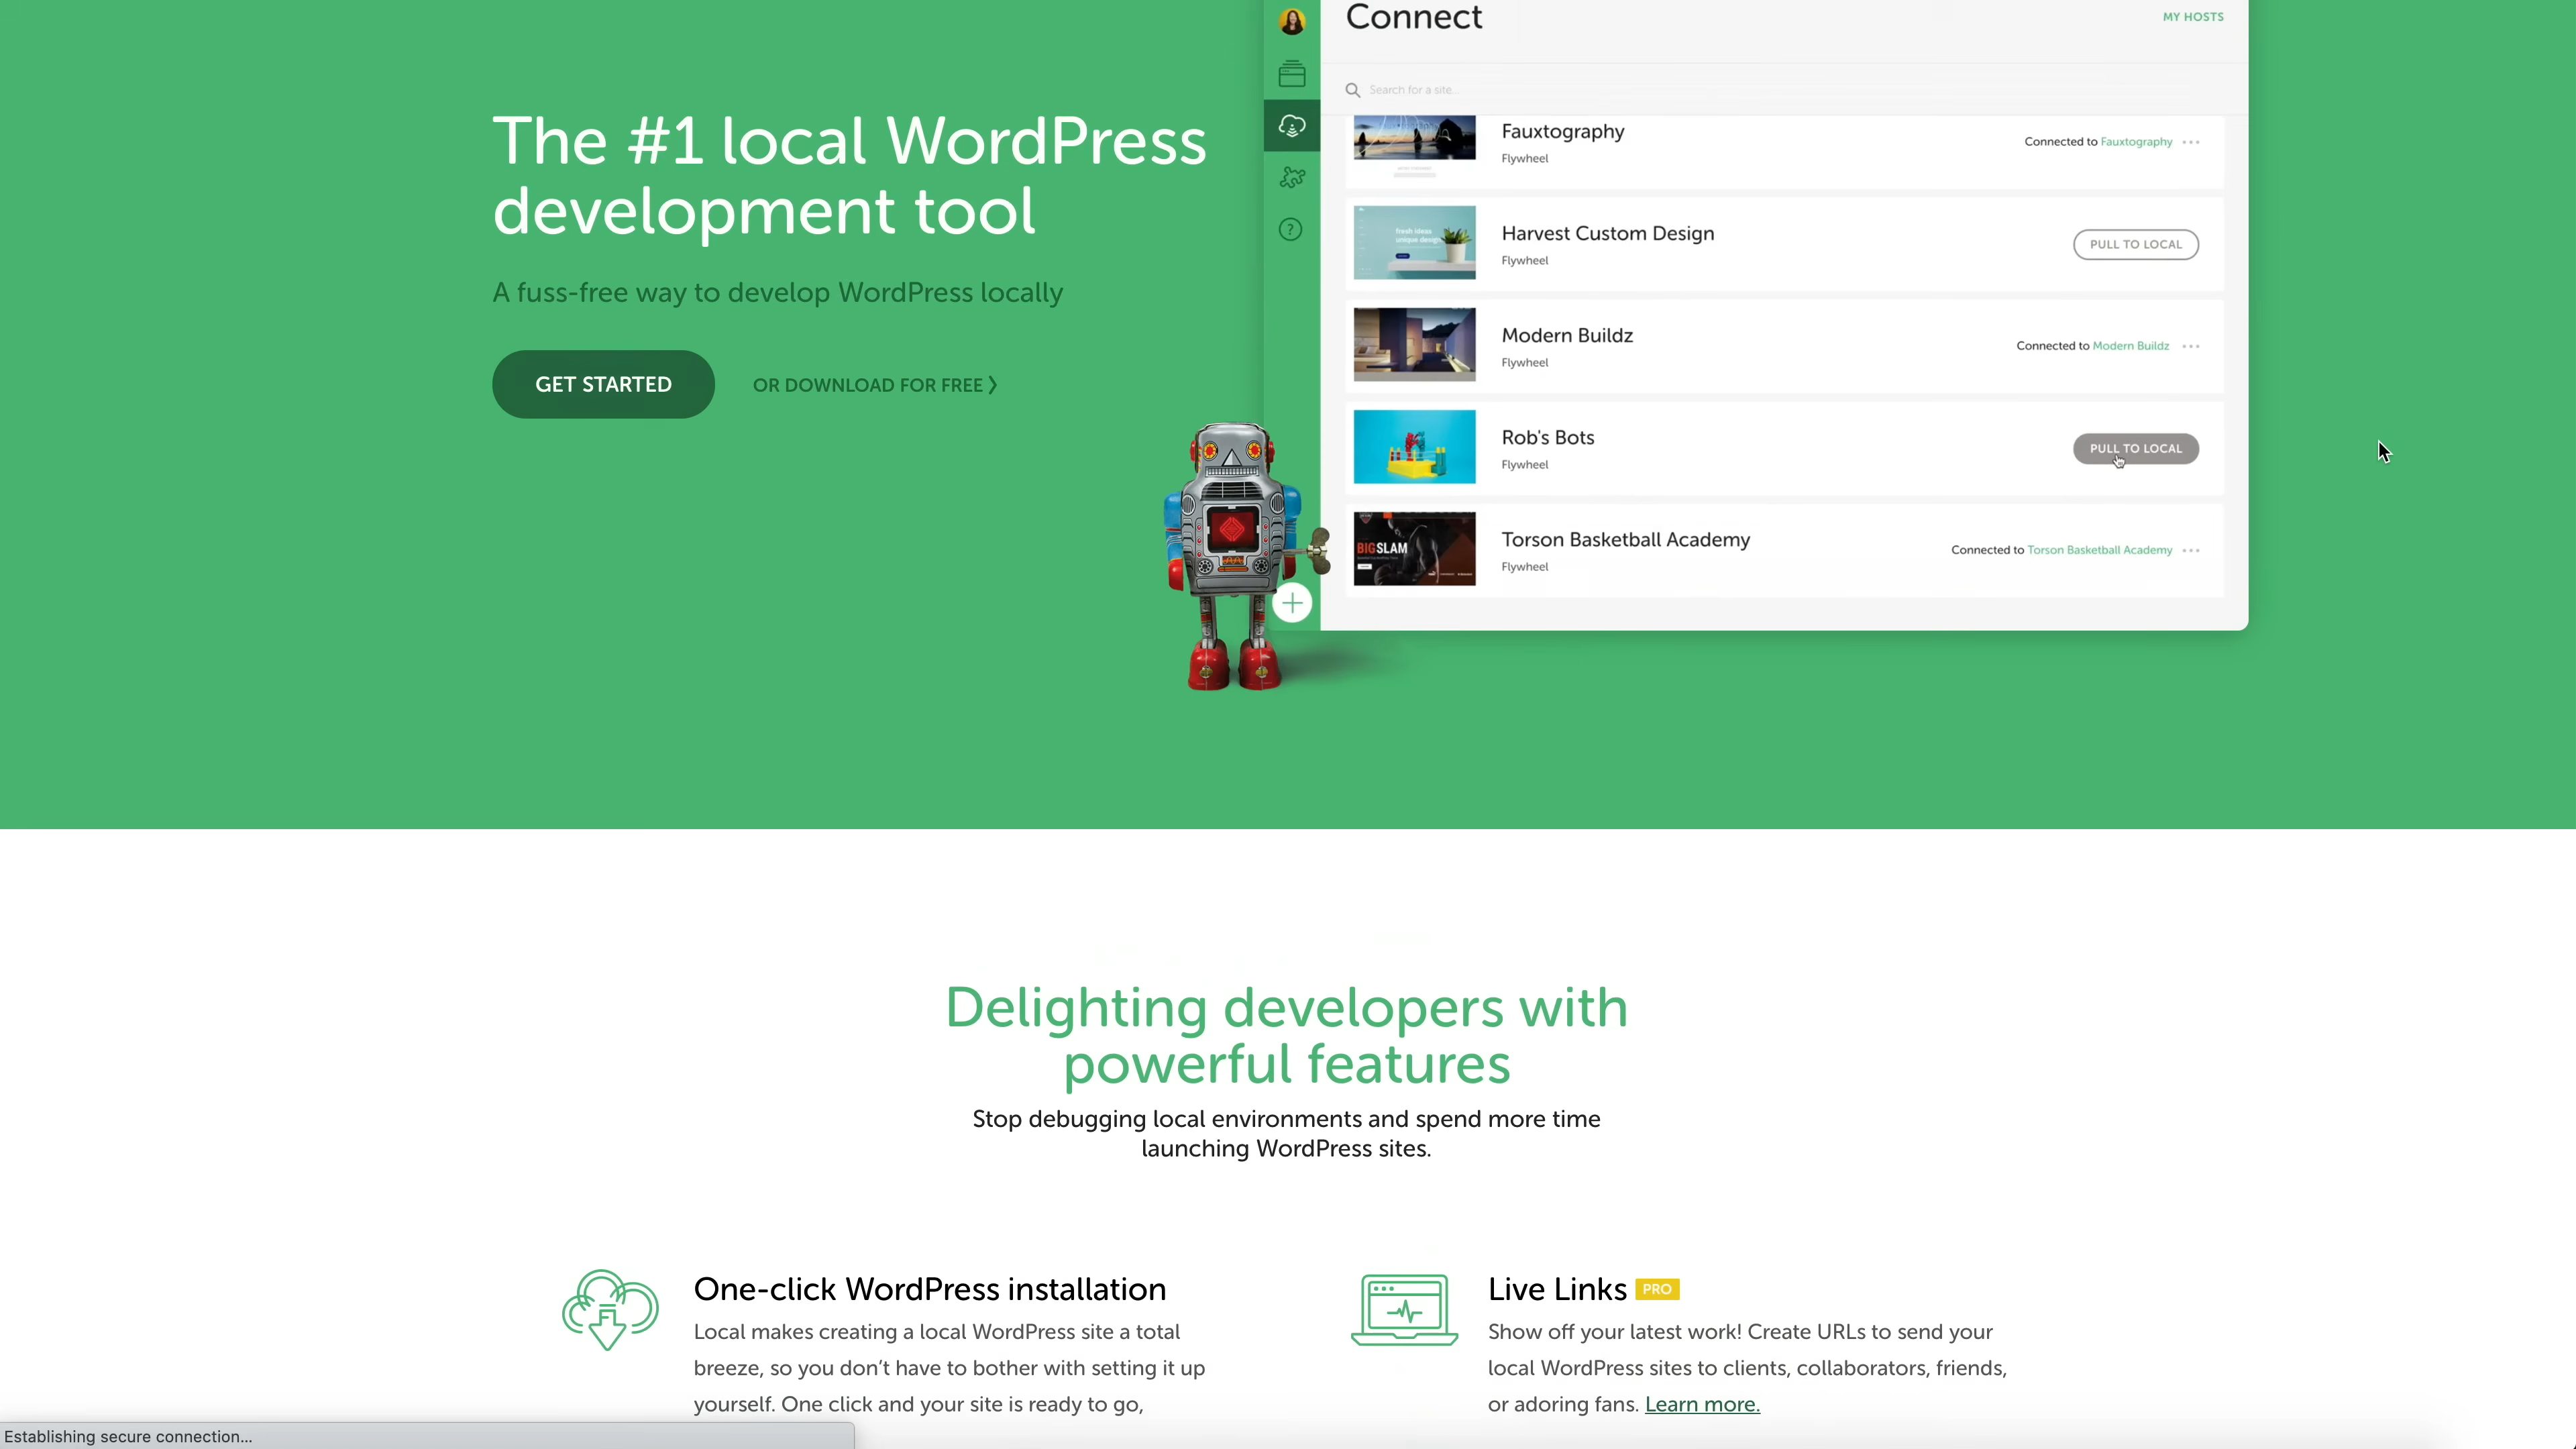 Connect
MY HOSTS
Search for a site...
The #1 local WordPress
development tool
A fuss-free way to develop WordPress locally
GET STARTED
OR DOWNLOAD FOR FREE ❯
Fauxtography
Flywheel
Connected to Fauxtography
Harvest Custom Design
Flywheel
PULL TO LOCAL
fresh ideas
unique design
Modern Buildz
Flywheel
Connected to Modern Buildz
Rob's Bots
Flywheel
PULL TO LOCAL
BIGSLAM
Torson Basketball Academy
Flywheel
Connected to Torson Basketball Academy
Delighting developers with
powerful features
Stop debugging local environments and spend more time
launching WordPress sites.
One-click WordPress installation
Local makes creating a local WordPress site a total
breeze, so you don’t have to bother with setting it up
yourself. One click and your site is ready to go,
Live Links PRO
Show off your latest work! Create URLs to send your
local WordPress sites to clients, collaborators, friends,
or adoring fans. Learn more.
Establishing secure connection...